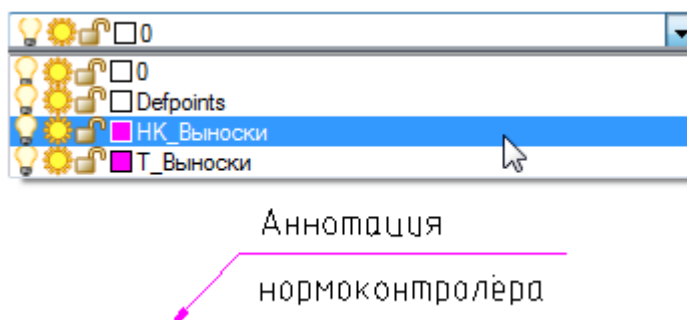 0
0
Defpoints
НК_Выноски
Т_Выноски
Аннотация
нормоконтролёра